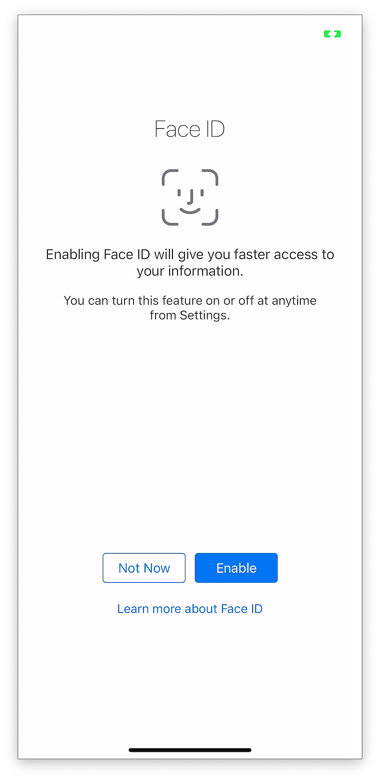 Face ID
Enabling Face ID will give you faster access to
your information.
You can turn this feature on or off at anytime
from Settings.
Not Now
Enable
Learn more about Face ID